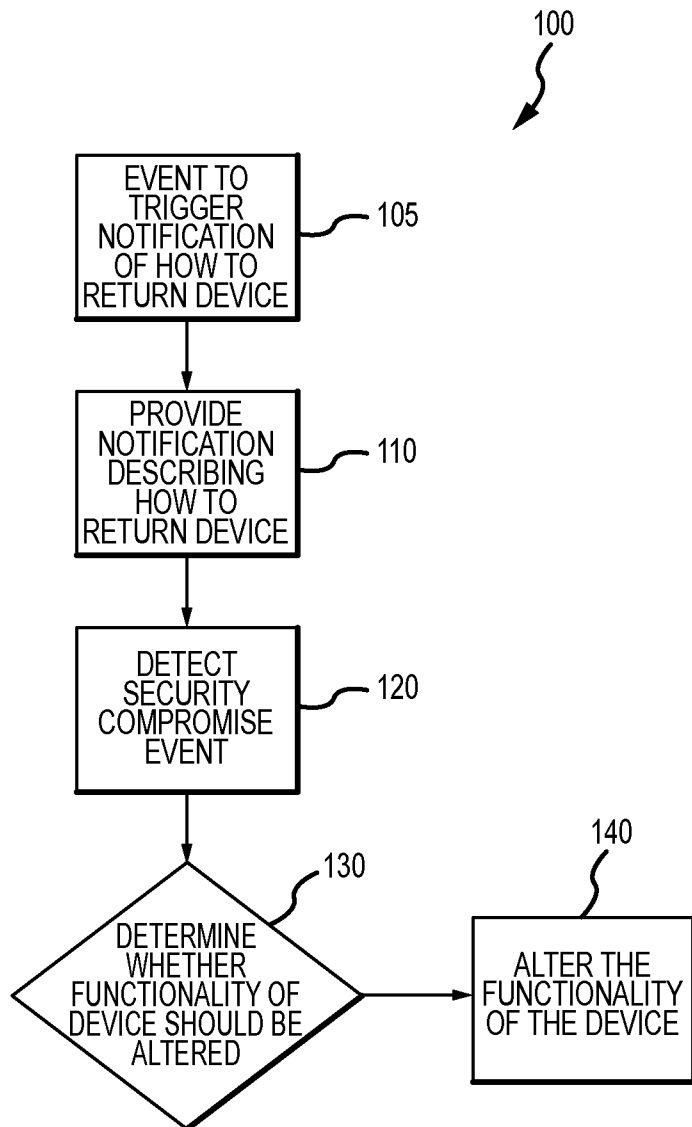 100
EVENT TO
TRIGGER
NOTIFICATION
OF HOW TO
RETURN DEVICE
105
PROVIDE
NOTIFICATION
DESCRIBING
HOW TO
RETURN DEVICE
110
DETECT
SECURITY
COMPROMISE
EVENT
120
130
DETERMINE
WHETHER
FUNCTIONALITY OF
DEVICE SHOULD BE
ALTERED
140
ALTER THE
FUNCTIONALITY
OF THE DEVICE